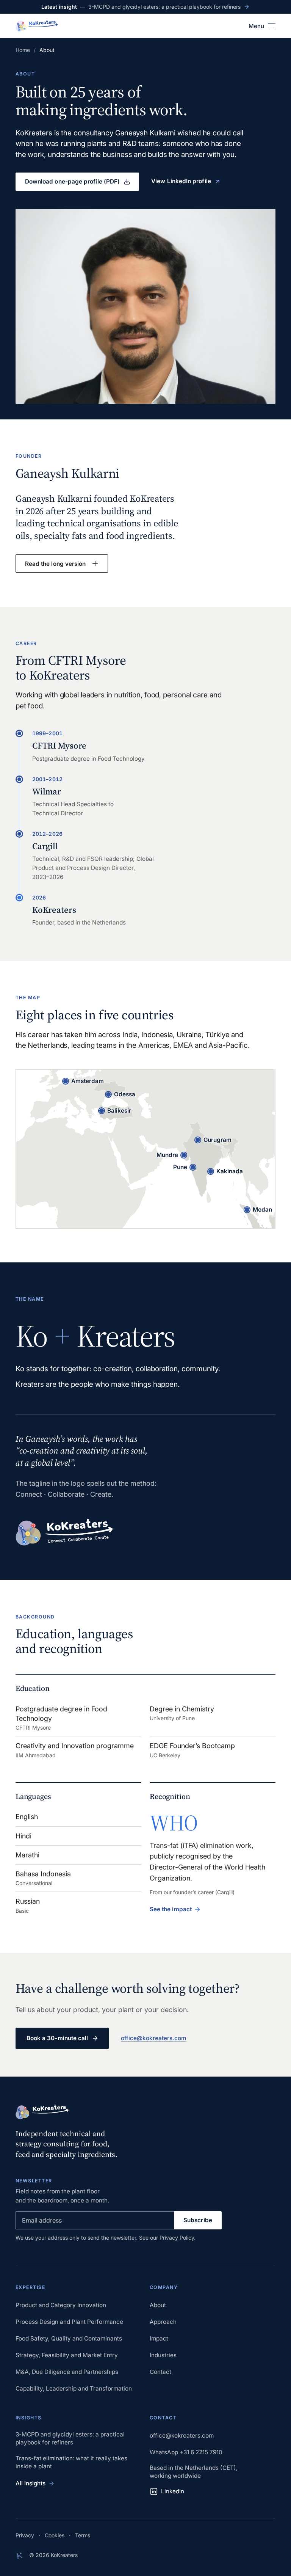 Latest insight — 3-MCPD and glycidyl esters: a practical playbook for refiners →
KoKreaters
Menu
Home / About
ABOUT
Built on 25 years of
making ingredients work.
KoKreaters is the consultancy Ganeaysh Kulkarni wished he could call
when he was running plants and R&D teams: someone who has done
the work, understands the business and builds the answer with you.
Download one-page profile (PDF)
View LinkedIn profile
FOUNDER
Ganeaysh Kulkarni
Ganeaysh Kulkarni founded KoKreaters
in 2026 after 25 years building and
leading technical organisations in edible
oils, specialty fats and food ingredients.
Read the long version +
CAREER
From CFTRI Mysore
to KoKreaters
Working with global leaders in nutrition, food, personal care and
pet food.
1999–2001
CFTRI Mysore
Postgraduate degree in Food Technology
2001–2012
Wilmar
Technical Head Specialties to
Technical Director
2012–2026
Cargill
Technical, R&D and FSQR leadership; Global
Product and Process Design Director,
2023–2026
2026
KoKreaters
Founder, based in the Netherlands
THE MAP
Eight places in five countries
His career has taken him across India, Indonesia, Ukraine, Türkiye and
the Netherlands, leading teams in the Americas, EMEA and Asia-Pacific.
Amsterdam
Odessa
Balikesir
Gurugram
Mundra
Pune
Kakinada
Medan
THE NAME
Ko + Kreaters
Ko stands for together: co-creation, collaboration, community.
Kreaters are the people who make things happen.
In Ganeaysh's words, the work has
“co-creation and creativity at its soul,
at a global level”.
The tagline in the logo spells out the method:
Connect · Collaborate · Create.
KoKreaters
Connect Collaborate Create
BACKGROUND
Education, languages
and recognition
Education
Postgraduate degree in Food
Technology
CFTRI Mysore
Degree in Chemistry
University of Pune
Creativity and Innovation programme
IIM Ahmedabad
EDGE Founder's Bootcamp
UC Berkeley
Languages
English
Hindi
Marathi
Bahasa Indonesia
Conversational
Russian
Basic
Recognition
WHO
Trans-fat (iTFA) elimination work,
publicly recognised by the
Director-General of the World Health
Organization.
From our founder's career (Cargill)
See the impact →
Have a challenge worth solving together?
Tell us about your product, your plant or your decision.
Book a 30-minute call →
office@kokreaters.com
KoKreaters
Independent technical and
strategy consulting for food,
feed and specialty ingredients.
NEWSLETTER
Field notes from the plant floor
and the boardroom, once a month.
Email address
Subscribe
We use your address only to send the newsletter. See our Privacy Policy.
EXPERTISE
Product and Category Innovation
Process Design and Plant Performance
Food Safety, Quality and Contaminants
Strategy, Feasibility and Market Entry
M&A, Due Diligence and Partnerships
Capability, Leadership and Transformation
COMPANY
About
Approach
Impact
Industries
Contact
INSIGHTS
3-MCPD and glycidyl esters: a practical
playbook for refiners
Trans-fat elimination: what it really takes
inside a plant
All insights →
CONTACT
office@kokreaters.com
WhatsApp +31 6 2215 7910
Based in the Netherlands (CET),
working worldwide
LinkedIn
Privacy · Cookies · Terms
© 2026 KoKreaters